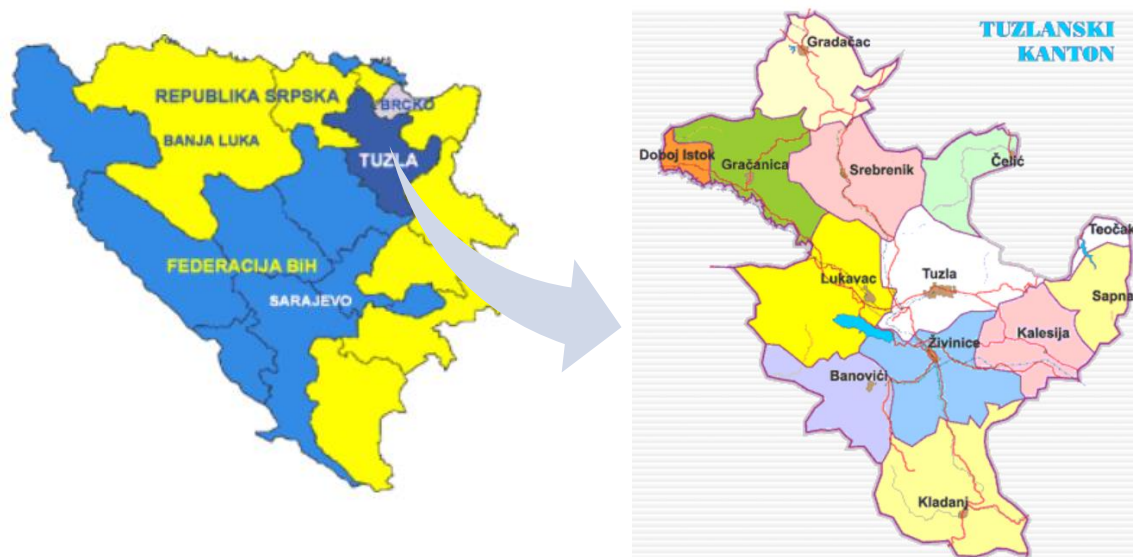 REPUBLIKA SRPSKA
BRČKO
BANJA LUKA
TUZLA
FEDERACIJA BiH
SARAJEVO
TUZLANSKI
KANTON
Gradačac
Doboj Istok
Gračanica
Srebrenik
Čelić
Teočak
Lukavac
Tuzla
Sapna
Kalesija
Živinice
Banovići
Kladanj